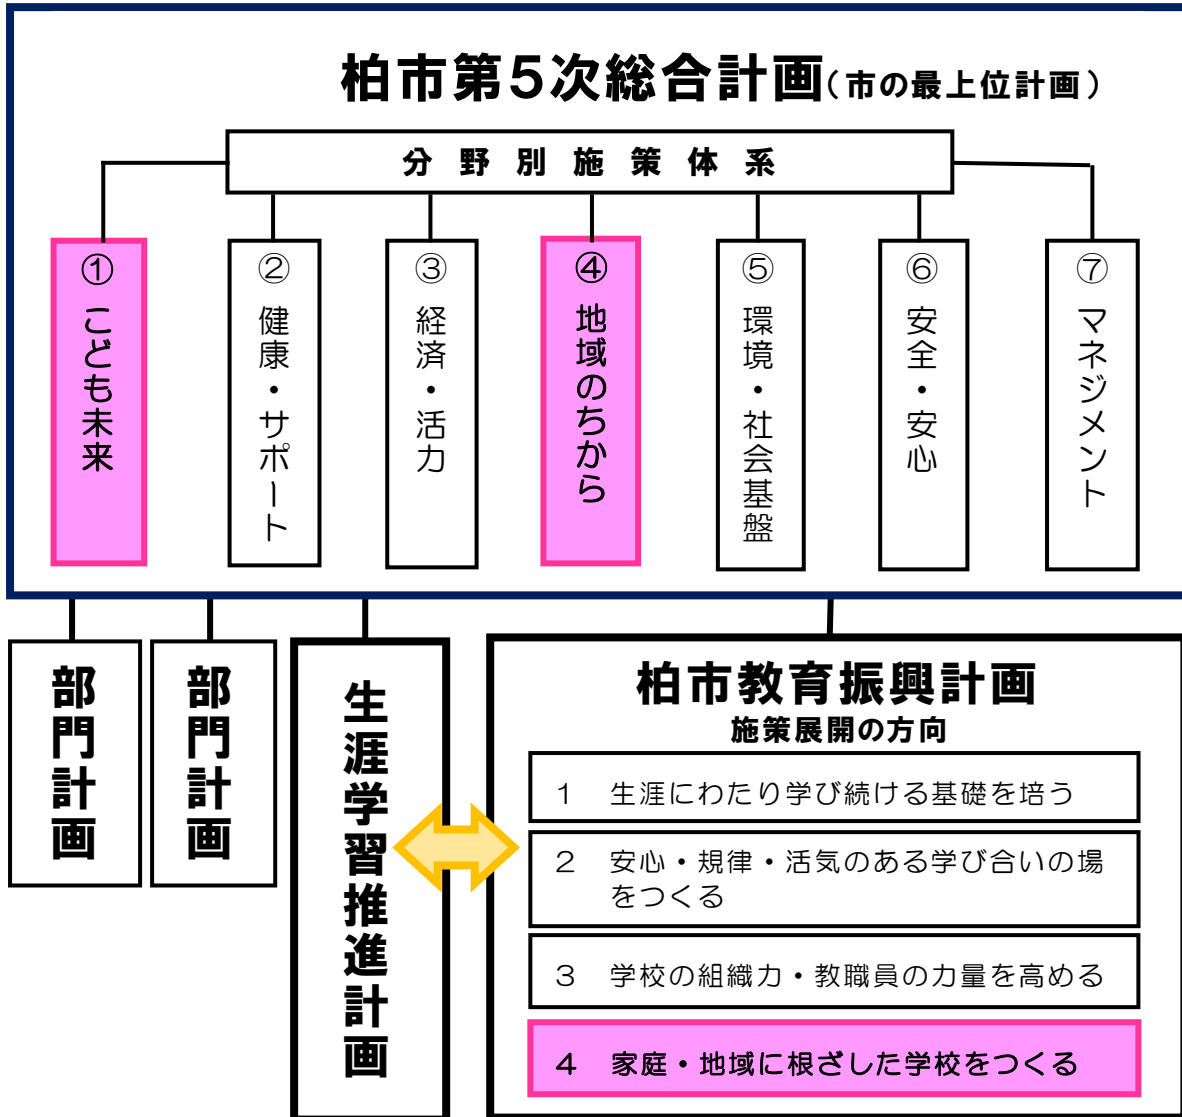 柏市第5次総合計画(市の最上位計画)
分野別施策体系
① こども未来
② 健康・サポート
③ 経済・活力
④ 地域のちから
⑤ 環境・社会基盤
⑥ 安全・安心
⑦ マネジメント
部門計画
部門計画
生涯学習推進計画
柏市教育振興計画
施策展開の方向
1 生涯にわたり学び続ける基礎を培う
2 安心・規律・活気のある学び合いの場
をつくる
3 学校の組織力・教職員の力量を高める
4 家庭・地域に根ざした学校をつくる